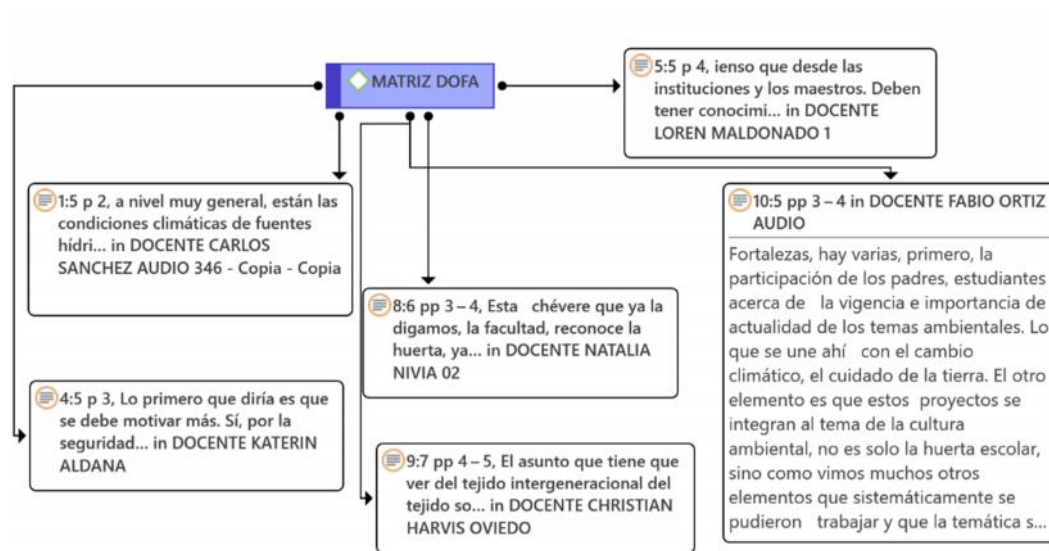 MATRIZ DOFA
5:5 p 4, ienso que desde las
instituciones y los maestros. Deben
tener conocimi... in DOCENTE
LOREN MALDONADO 1
1:5 p 2, a nivel muy general, están las
condiciones climáticas de fuentes
hídri... in DOCENTE CARLOS
SANCHEZ AUDIO 346 - Copia - Copia
10:5 pp 3 – 4 in DOCENTE FABIO ORTIZ
AUDIO
Fortalezas, hay varias, primero, la
participación de los padres, estudiantes
acerca de la vigencia e importancia de
actualidad de los temas ambientales. Lo
que se une ahí con el cambio
climático, el cuidado de la tierra. El otro
elemento es que estos proyectos se
integran al tema de la cultura
ambiental, no es solo la huerta escolar,
sino como vimos muchos otros
elementos que sistemáticamente se
pudieron trabajar y que la temática s...
8:6 pp 3 – 4, Esta chévere que ya la
digamos, la facultad, reconoce la
huerta, ya... in DOCENTE NATALIA
NIVIA 02
4:5 p 3, Lo primero que diría es que
se debe motivar más. Sí, por la
seguridad... in DOCENTE KATERIN
ALDANA
9:7 pp 4 – 5, El asunto que tiene que
ver del tejido intergeneracional del
tejido so... in DOCENTE CHRISTIAN
HARVIS OVIEDO